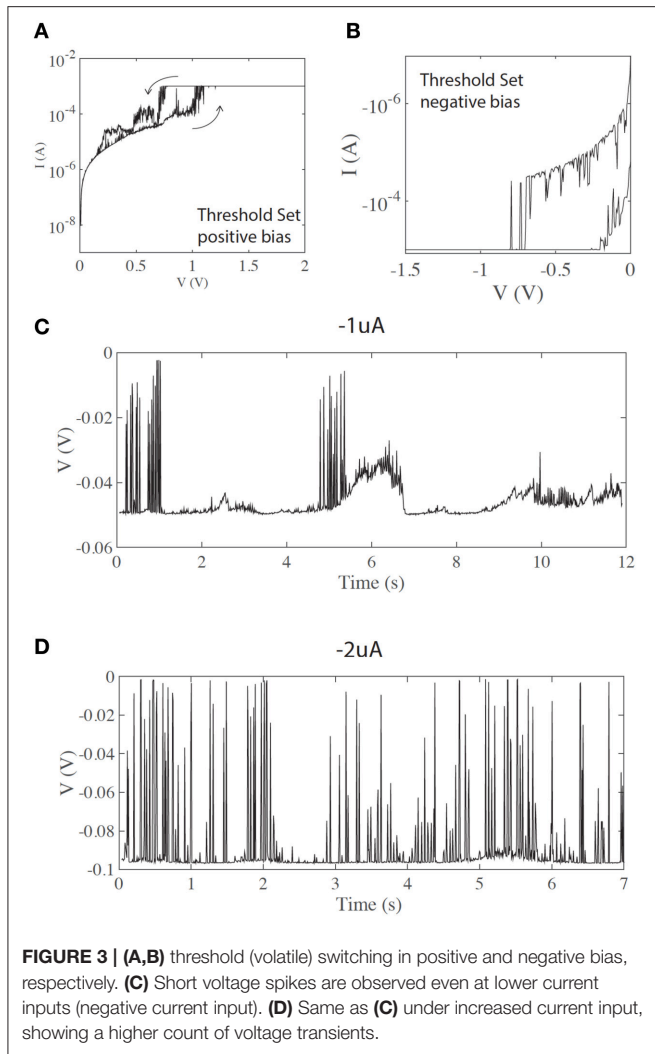 A
10⁻²
10⁻⁴
10⁻⁶
10⁻⁸
I (A)
Threshold Set
positive bias
0
0.5
1
1.5
2
V (V)
B
Threshold Set
negative bias
-10⁻⁶
-10⁻⁴
I (A)
-1.5
-1
-0.5
0
V (V)
C
-1uA
0
-0.02
-0.04
-0.06
V (V)
0
2
4
6
8
10
12
Time (s)
D
-2uA
0
-0.02
-0.04
-0.06
-0.08
-0.1
V (V)
0
1
2
3
4
5
6
7
Time (s)
FIGURE 3 | (A,B) threshold (volatile) switching in positive and negative bias,
respectively. (C) Short voltage spikes are observed even at lower current
inputs (negative current input). (D) Same as (C) under increased current input,
showing a higher count of voltage transients.